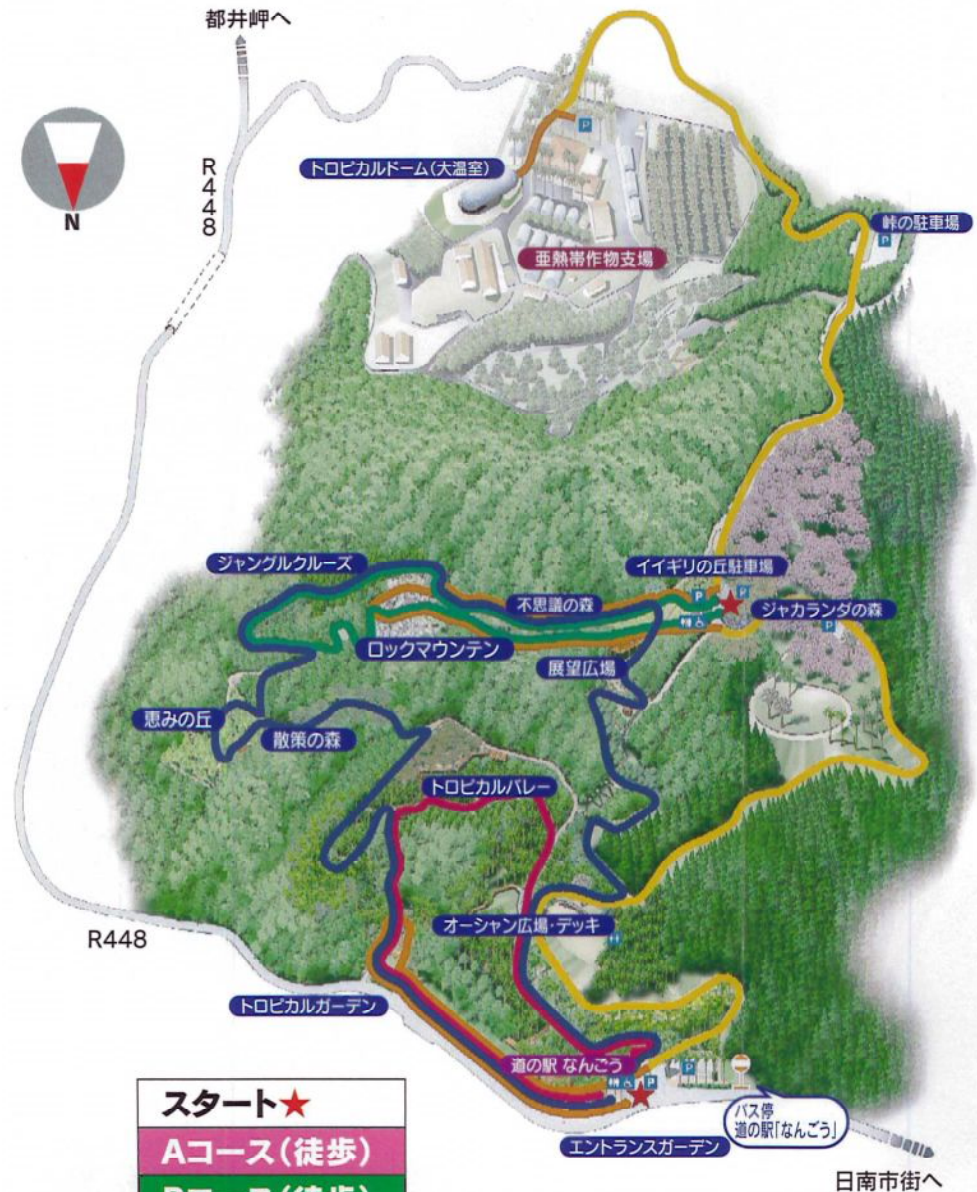 都井岬へ
N
R448
トロピカルドーム(大温室)
P
亜熱帯作物支場
峠の駐車場
P
ジャングルクルーズ
イイギリの丘駐車場
不思議の森
P
P
ジャカランダの森
P
ロックマウンテン
展望広場
恵みの丘
散策の森
トロピカルバレー
オーシャン広場・デッキ
R448
トロピカルガーデン
道の駅 なんごう
P
P
バス停
道の駅「なんごう」
エントランスガーデン
日南市街へ
スタート★
Aコース(徒歩)